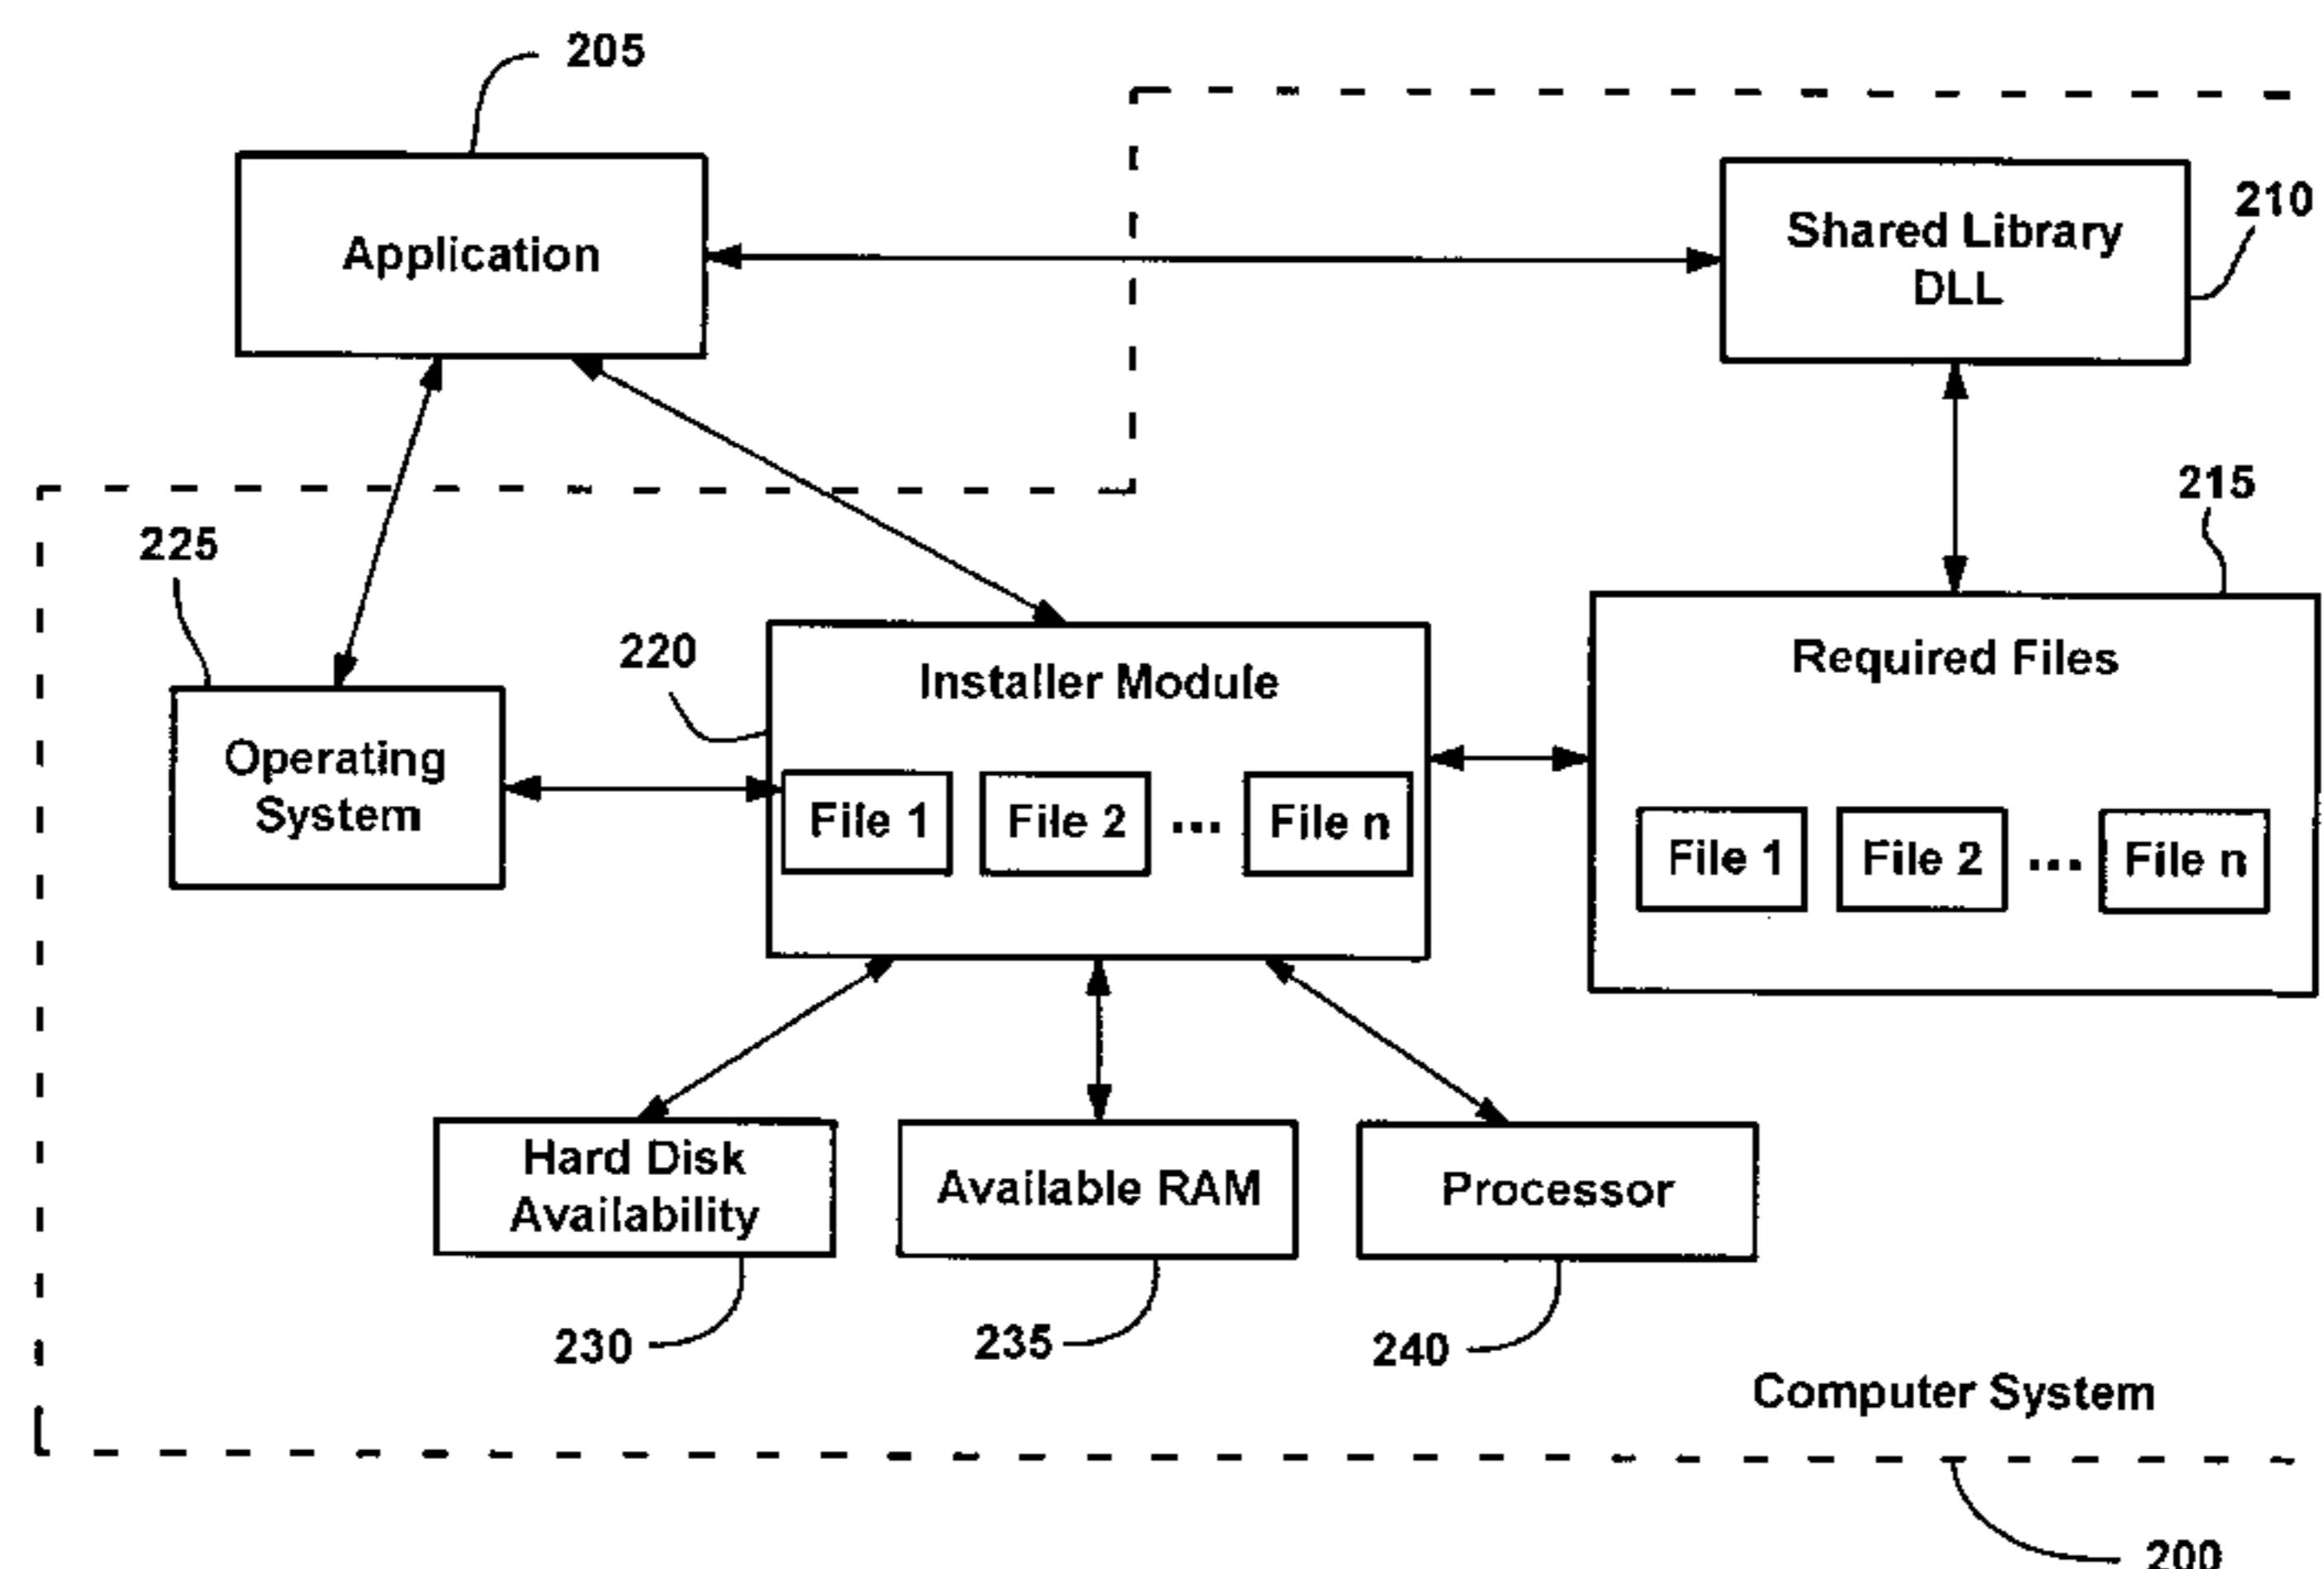 205
Application
Shared Library
DLL
210
215
225
220
Installer Module
Required Files
Operating
System
File 1
File 2
...
File n
File 1
File 2
...
File n
Hard Disk
Availability
Available RAM
Processor
230
235
240
Computer System
200